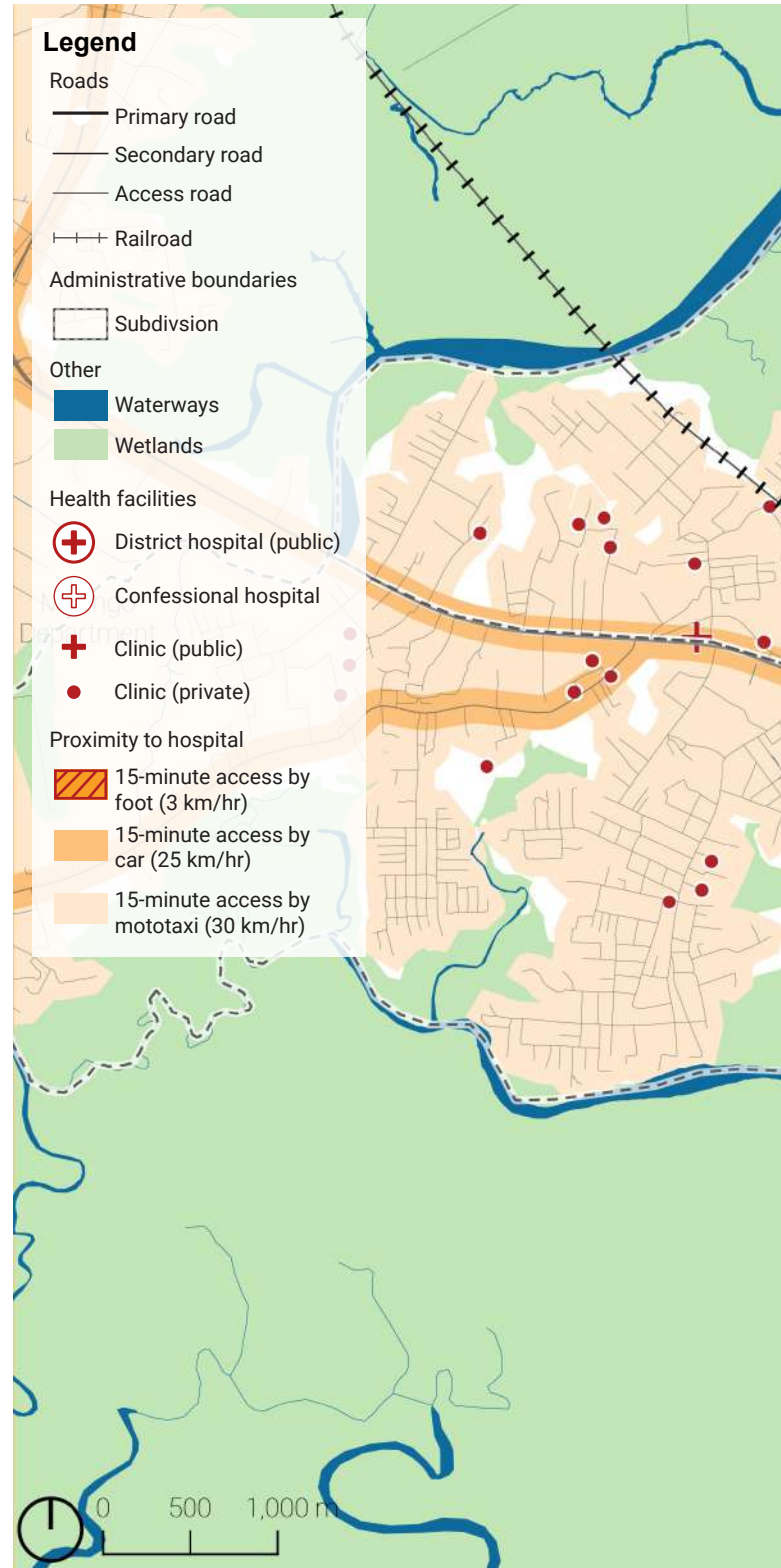 Legend
Roads
Primary road
Secondary road
Access road
Railroad
Administrative boundaries
Subdivsion
Other
Waterways
Wetlands
Health facilities
District hospital (public)
Confessional hospital
Department
Clinic (public)
Clinic (private)
Proximity to hospital
15-minute access by
foot (3 km/hr)
15-minute access by
car (25 km/hr)
15-minute access by
mototaxi (30 km/hr)
0 500 1,000 m